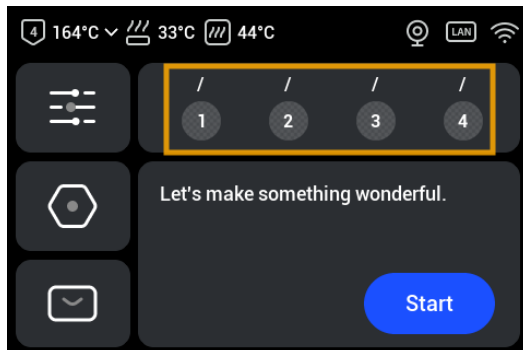 4 164°C 33°C 44°C LAN
/ / / /
1 2 3 4
Let's make something wonderful.
Start